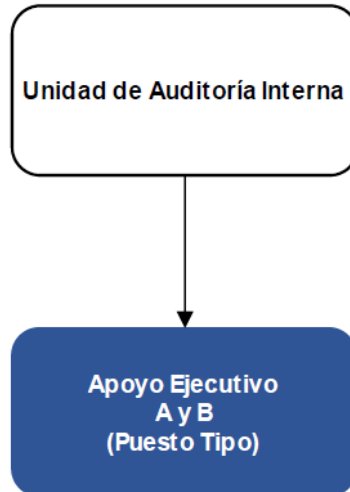 Unidad de Auditoría Interna
Apoyo Ejecutivo
A y B
(Puesto Tipo)